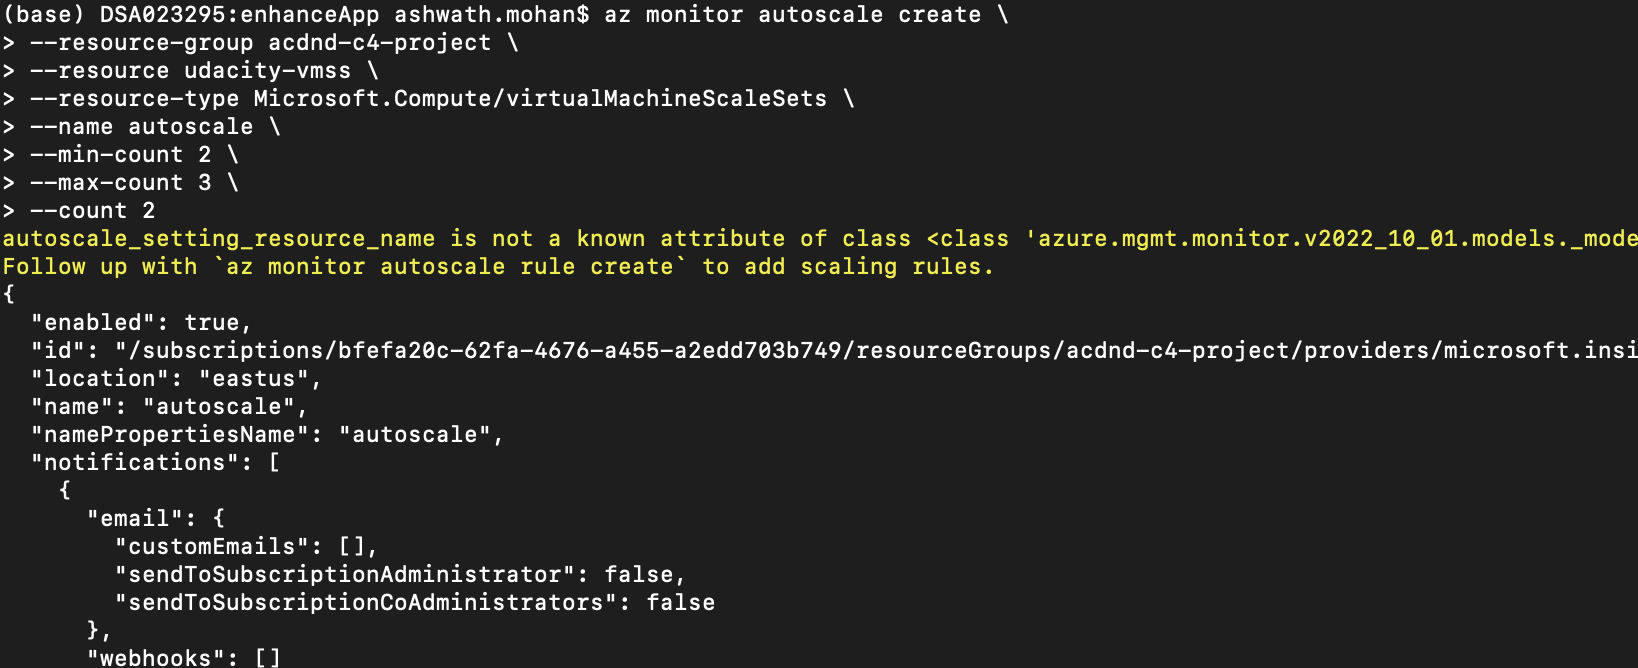 (base) DSA023295:enhanceApp ashwath.mohan$ az monitor autoscale create \
> --resource-group acdnd-c4-project \
> --resource udacity-vmss \
> --resource-type Microsoft.Compute/virtualMachineScaleSets \
> --name autoscale \
> --min-count 2 \
> --max-count 3 \
> --count 2
autoscale_setting_resource_name is not a known attribute of class <class 'azure.mgmt.monitor.v2022_10_01.models._mode
Follow up with `az monitor autoscale rule create` to add scaling rules.
{
  "enabled": true,
  "id": "/subscriptions/bfefa20c-62fa-4676-a455-a2edd703b749/resourceGroups/acdnd-c4-project/providers/microsoft.insi
  "location": "eastus",
  "name": "autoscale",
  "namePropertiesName": "autoscale",
  "notifications": [
    {
      "email": {
        "customEmails": [],
        "sendToSubscriptionAdministrator": false,
        "sendToSubscriptionCoAdministrators": false
      },
      "webhooks": []